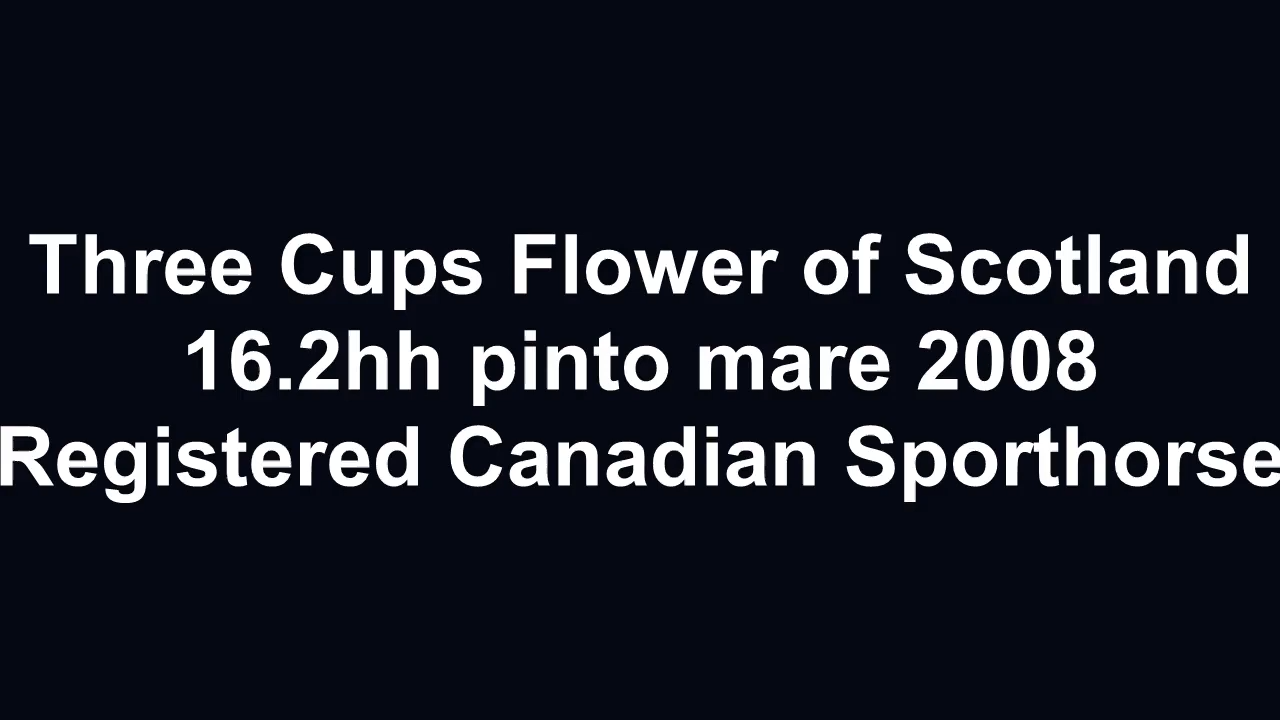 Three Cups Flower of Scotland
16.2hh pinto mare 2008
Registered Canadian Sporthorse